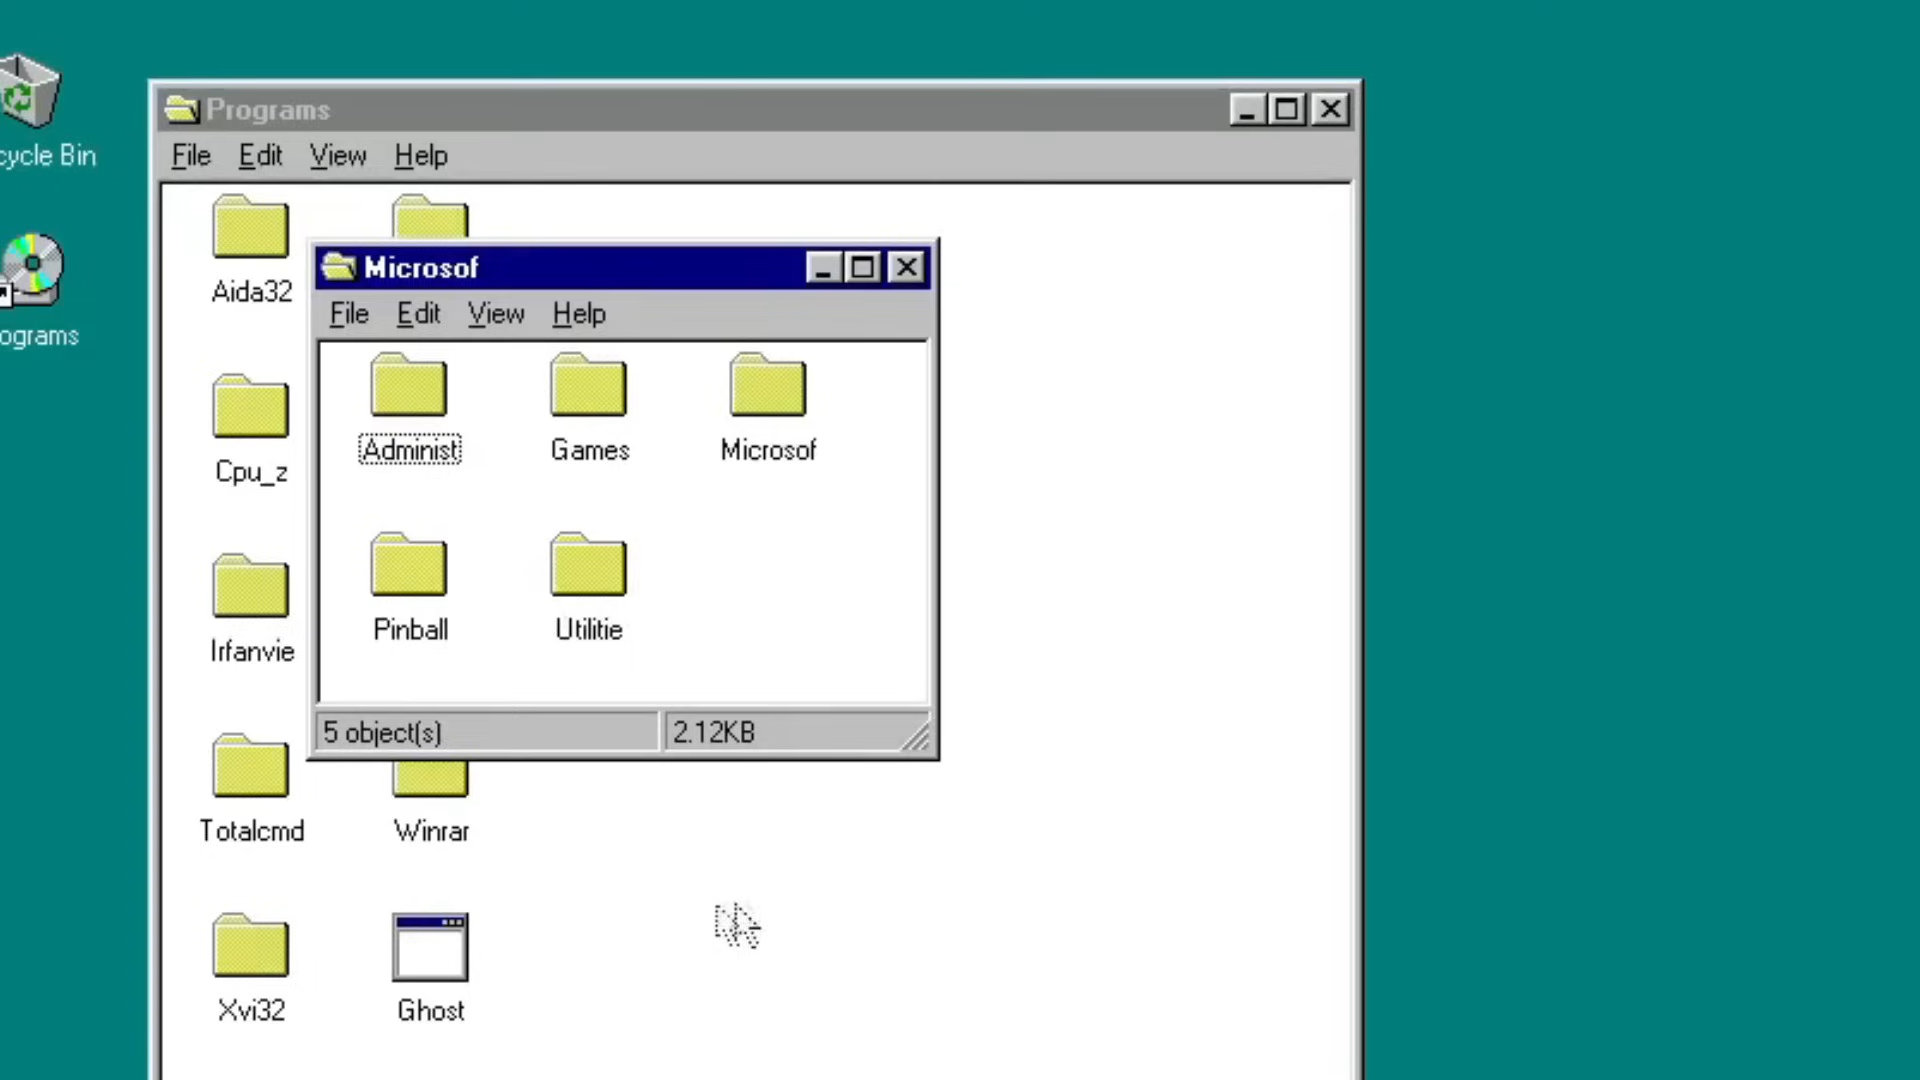 cycle Bin
ograms
Programs
File Edit View Help
Aida32
Cpu_z
Irfanvie
Totalcmd Winrar
Xvi32 Ghost
Microsof
File Edit View Help
Administ Games Microsof
Pinball Utilitie
5 object(s) 2.12KB